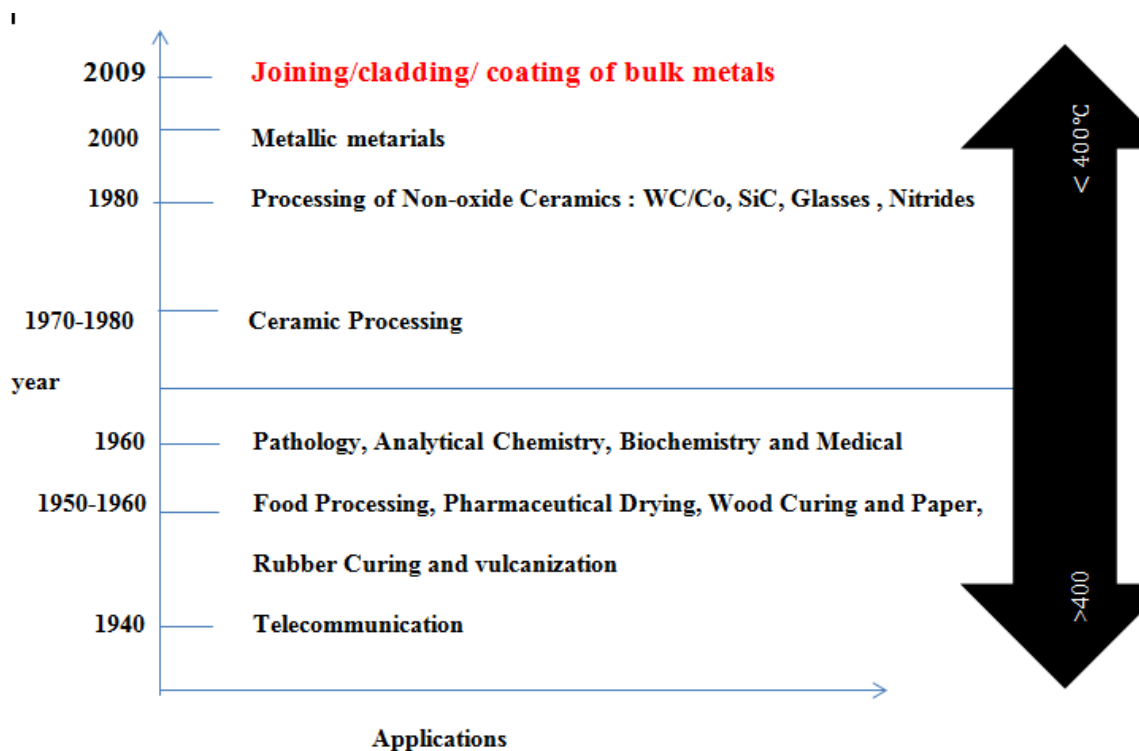 2009 Joining/cladding/ coating of bulk metals
2000 Metallic metarials
1980 Processing of Non-oxide Ceramics : WC/Co, SiC, Glasses , Nitrides
1970-1980 Ceramic Processing
year
1960 Pathology, Analytical Chemistry, Biochemistry and Medical
1950-1960 Food Processing, Pharmaceutical Drying, Wood Curing and Paper,
Rubber Curing and vulcanization
1940 Telecommunication
Applications
< 400℃
>400